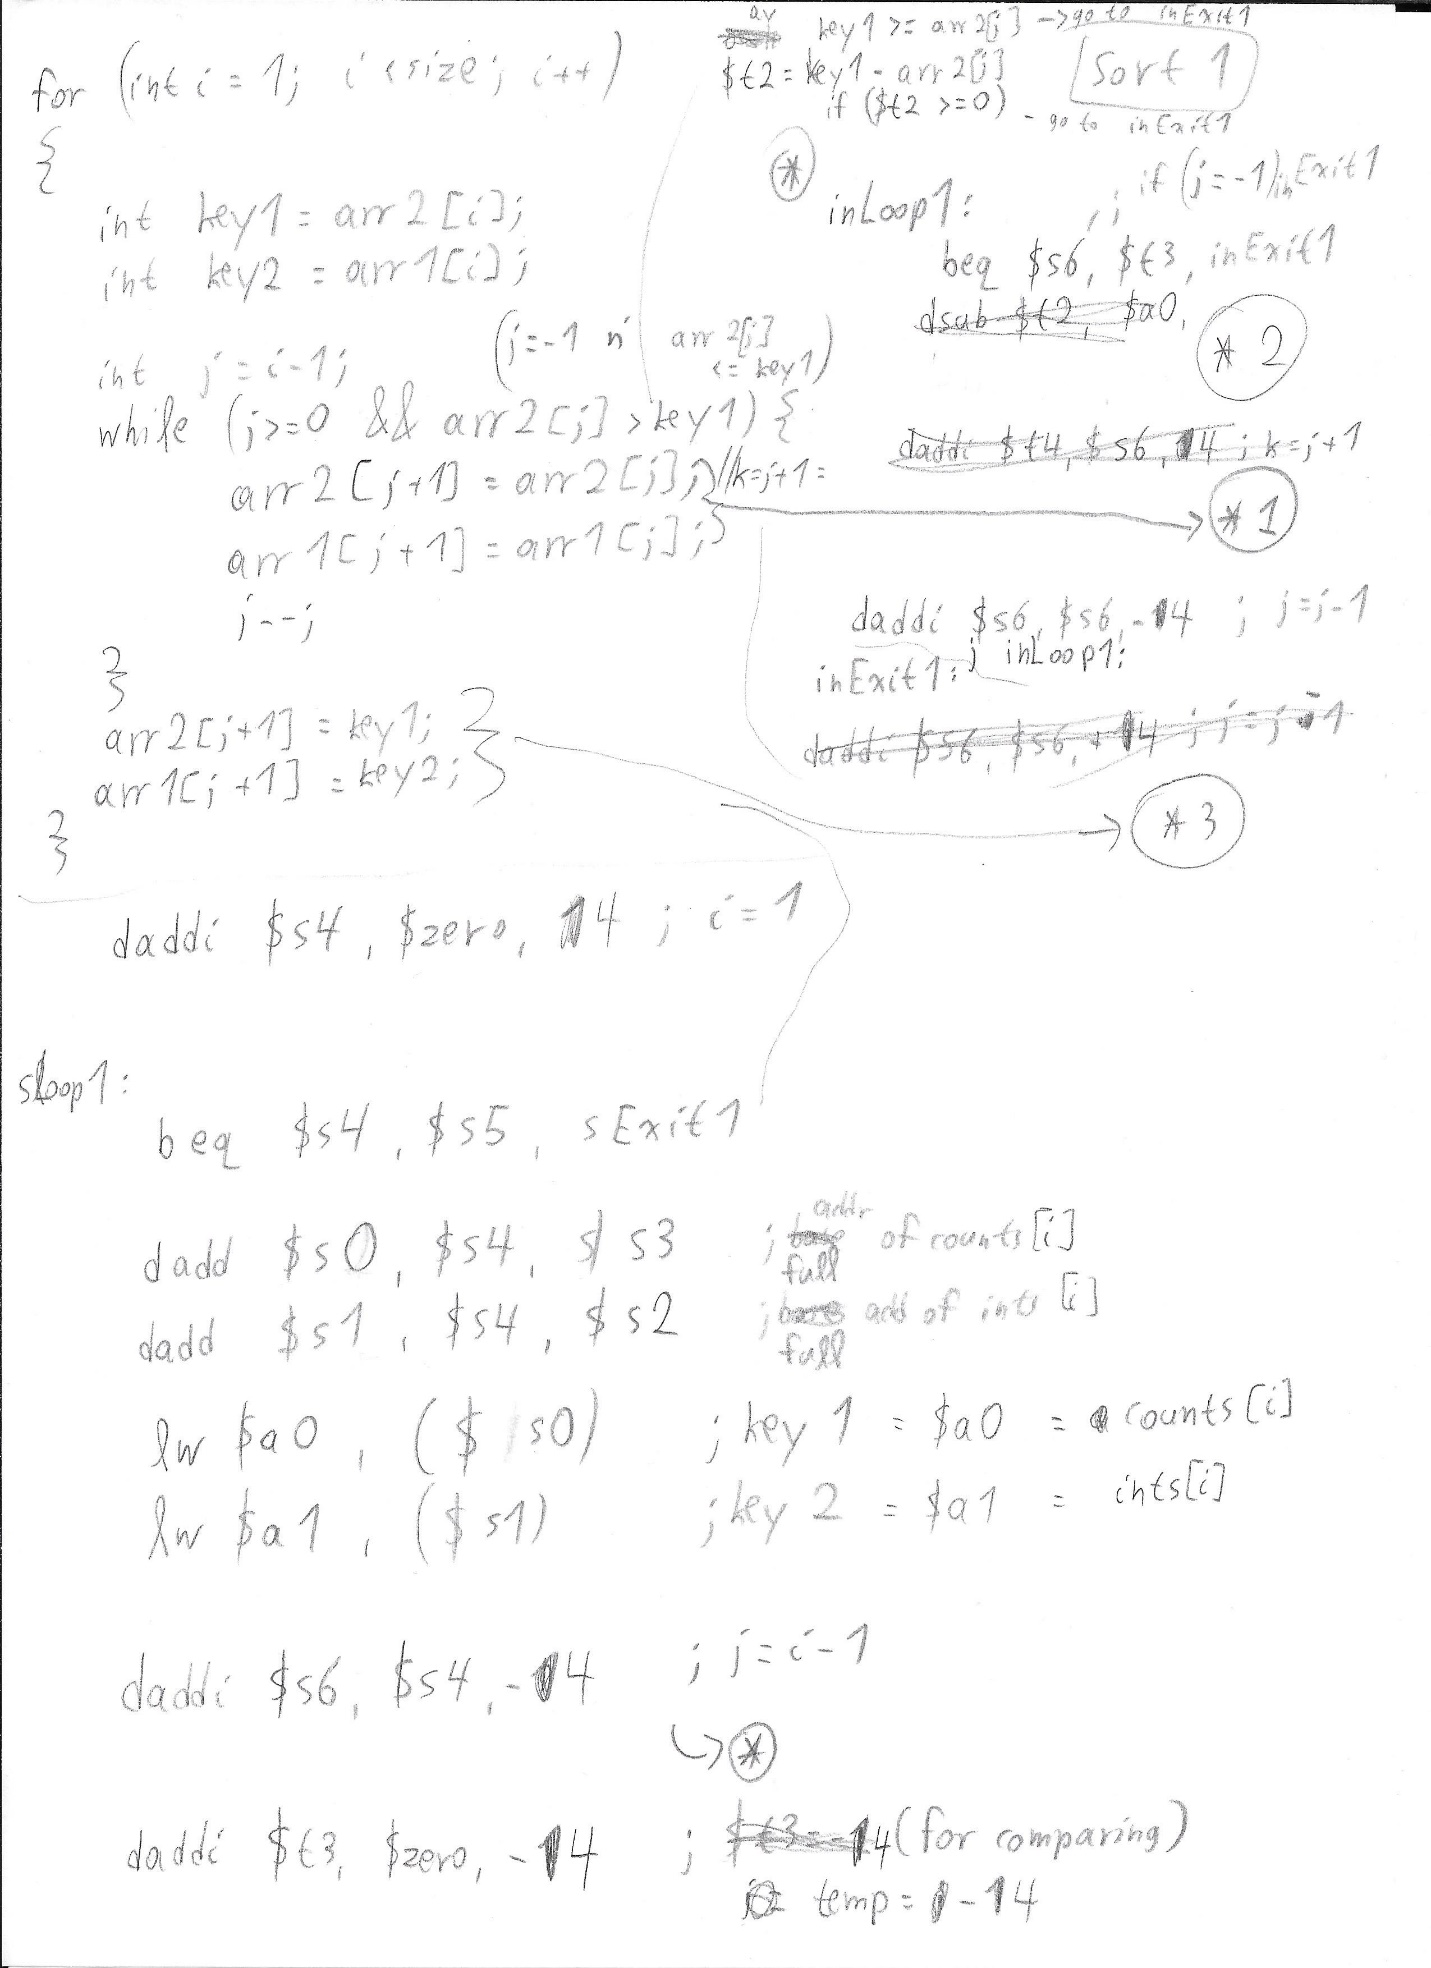 for (int i = 1; i < size; i++)
{
int key1 = arr2[i];
int key2 = arr1[i];
(j=-1 n' arr2[j]
<= key1)
int j = i-1;
while (j>=0 && arr2[j] > key1) {
arr2[j+1] = arr2[j]; //k=j+1=
arr1[j+1] = arr1[j];
j--;
}
arr2[j+1] = key1;
arr1[j+1] = key2;
}
av key1 >= arr2[j] -> go to inExit1
$t2 = key1 - arr2[j]
if ($t2 >=0) - go to inExit1
Sort 1
*
inLoop1: ; if (j=-1) inExit1
beq $s6, $t3, inExit1
dsub $t2, $a0,
* 2
daddi $t4, $s6, 4 ; k=j+1
* 1
daddi $s6, $s6, -4 ; j=j-1
j inLoop1:
inExit1:
daddi $s6, $s6, +4 ; j=j-1
* 3
daddi $s4, $zero, 4 ; i=1
sLoop1:
beq $s4, $s5, sExit1
dadd $s0, $s4, $s3 ; full addr of counts[i]
dadd $s1, $s4, $s2 ; full add of ints[i]
lw $a0, ($s0) ; key 1 = $a0 = counts[i]
lw $a1, ($s1) ; key 2 = $a1 = ints[i]
daddi $s6, $s4, -4 ; j=i-1
*
daddi $t3, $zero, -4 ; $t3=-4 (for comparing)
temp = -4